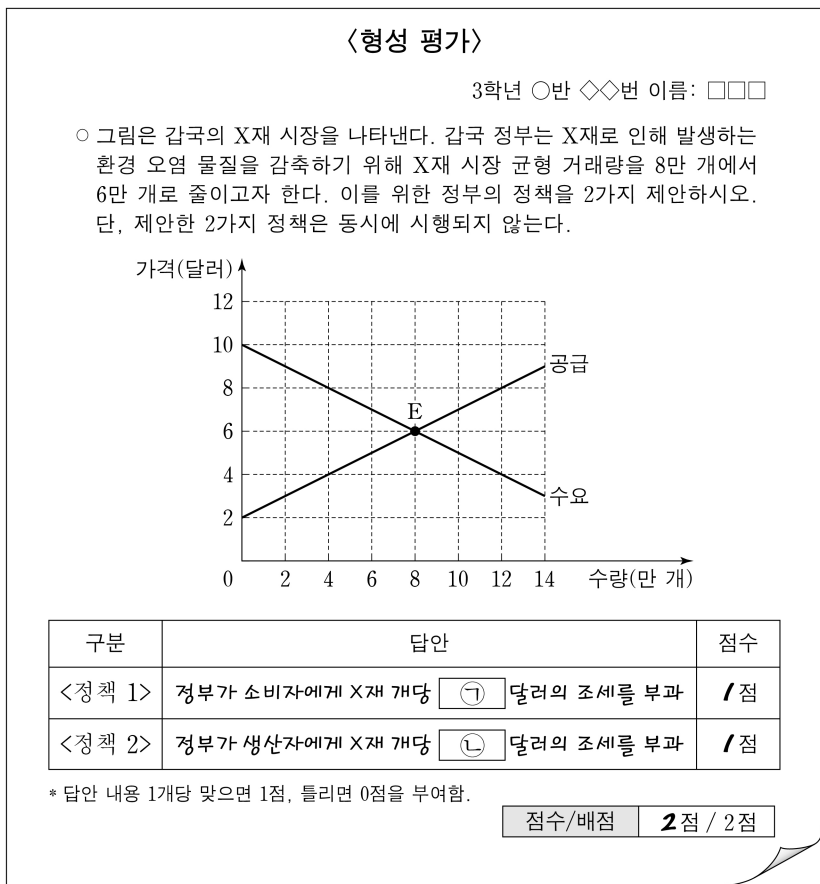 〈형성 평가〉
3학년 ○반 ◇◇번 이름: □□□
○ 그림은 갑국의 X재 시장을 나타낸다. 갑국 정부는 X재로 인해 발생하는
환경 오염 물질을 감축하기 위해 X재 시장 균형 거래량을 8만 개에서
6만 개로 줄이고자 한다. 이를 위한 정부의 정책을 2가지 제안하시오.
단, 제안한 2가지 정책은 동시에 시행되지 않는다.
가격(달러)
12
10
공급
8
E
6
4
수요
2
0 2 4 6 8 10 12 14 수량(만 개)
구분 답안 점수
<정책 1> 정부가 소비자에게 X재 개당 ㉠ 달러의 조세를 부과 1점
<정책 2> 정부가 생산자에게 X재 개당 ㉡ 달러의 조세를 부과 1점
* 답안 내용 1개당 맞으면 1점, 틀리면 0점을 부여함.
점수/배점 2점 / 2점